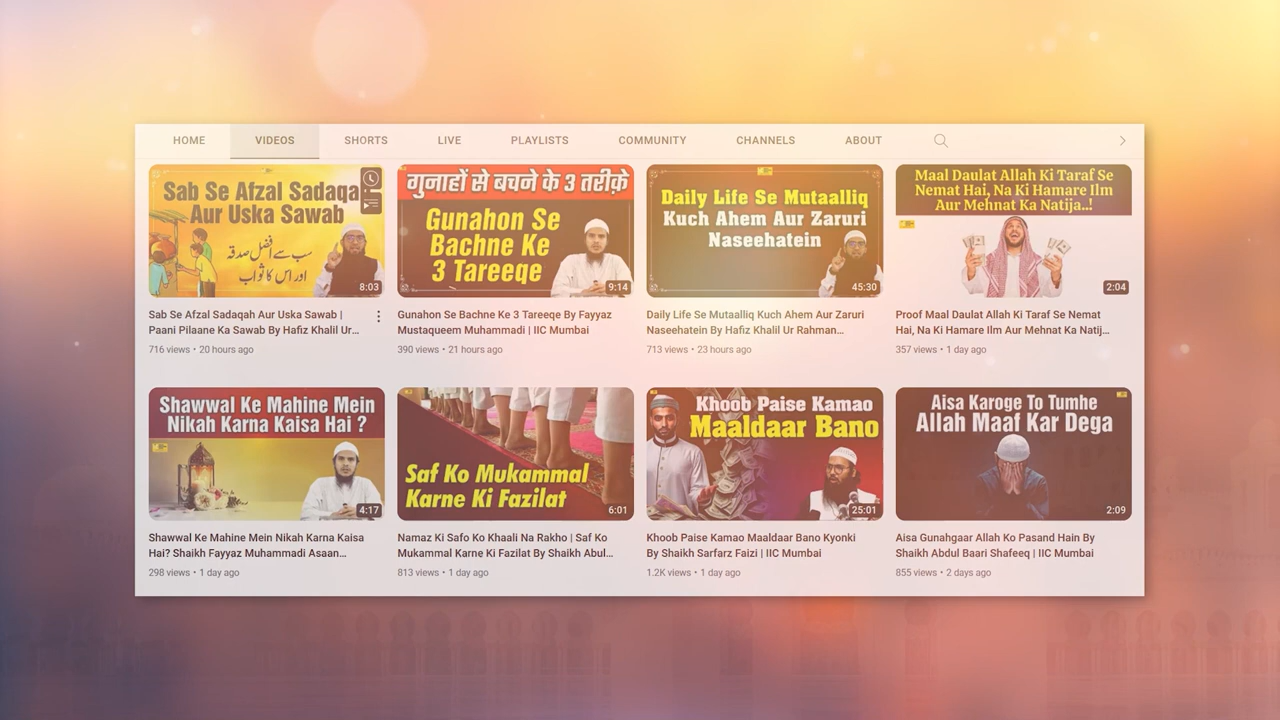 HOME
VIDEOS
SHORTS
LIVE
PLAYLISTS
COMMUNITY
CHANNELS
ABOUT
Sab Se Afzal Sadaqa
Aur Uska Sawab
سب سے افضل صدقہ
اور اس کا ثواب
8:03
Sab Se Afzal Sadaqah Aur Uska Sawab |
Paani Pilaane Ka Sawab By Hafiz Khalil Ur...
716 views • 20 hours ago
गुनाहों से बचने के 3 तरीक़े
Gunahon Se
Bachne Ke
3 Tareeqe
9:14
Gunahon Se Bachne Ke 3 Tareeqe By Fayyaz
Mustaqueem Muhammadi | IIC Mumbai
390 views • 21 hours ago
Daily Life Se Mutaalliq
Kuch Ahem Aur Zaruri
Naseehatein
45:30
Daily Life Se Mutaalliq Kuch Ahem Aur Zaruri
Naseehatein By Hafiz Khalil Ur Rahman...
713 views • 23 hours ago
Maal Daulat Allah Ki Taraf Se
Nemat Hai, Na Ki Hamare Ilm
Aur Mehnat Ka Natija..!
2:04
Proof Maal Daulat Allah Ki Taraf Se Nemat
Hai, Na Ki Hamare Ilm Aur Mehnat Ka Natij...
357 views • 1 day ago
Shawwal Ke Mahine Mein
Nikah Karna Kaisa Hai ?
4:17
Shawwal Ke Mahine Mein Nikah Karna Kaisa
Hai? Shaikh Fayyaz Muhammadi Asaan...
298 views • 1 day ago
Saf Ko Mukammal
Karne Ki Fazilat
6:01
Namaz Ki Safo Ko Khaali Na Rakho | Saf Ko
Mukammal Karne Ki Fazilat By Shaikh Abul...
813 views • 1 day ago
Khoob Paise Kamao
Maaldaar Bano
25:01
Khoob Paise Kamao Maaldaar Bano Kyonki
By Shaikh Sarfarz Faizi | IIC Mumbai
1.2K views • 1 day ago
Aisa Karoge To Tumhe
Allah Maaf Kar Dega
2:09
Aisa Gunahgaar Allah Ko Pasand Hain By
Shaikh Abdul Baari Shafeeq | IIC Mumbai
855 views • 2 days ago